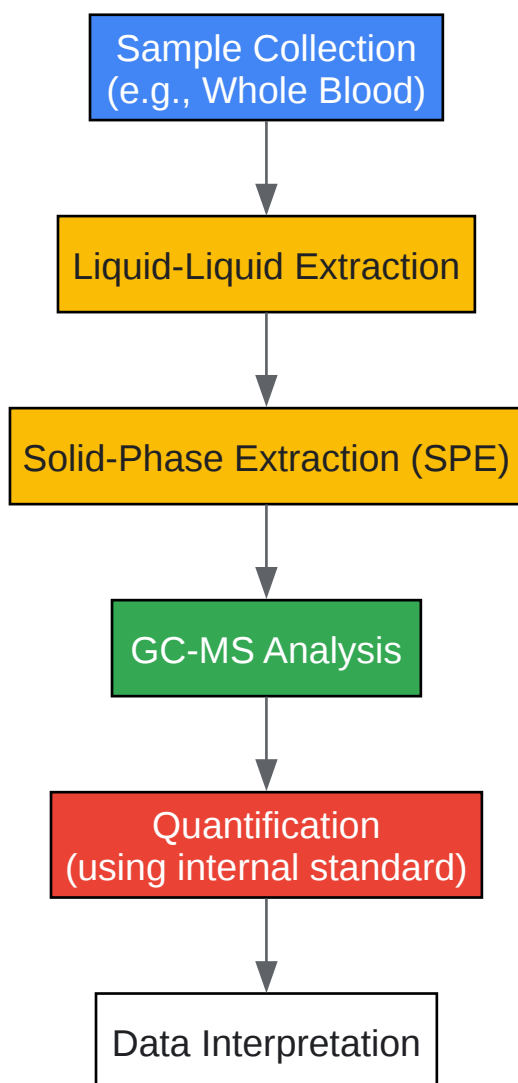 Sample Collection
(e.g., Whole Blood)
Liquid-Liquid Extraction
Solid-Phase Extraction (SPE)
GC-MS Analysis
Quantification
(using internal standard)
Data Interpretation